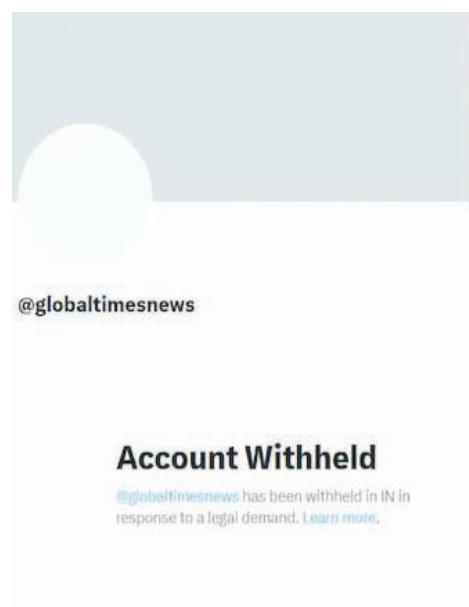 @globaltimesnews
Account Withheld
@globaltimesnews has been withheld in IN in
response to a legal demand. Learn more.